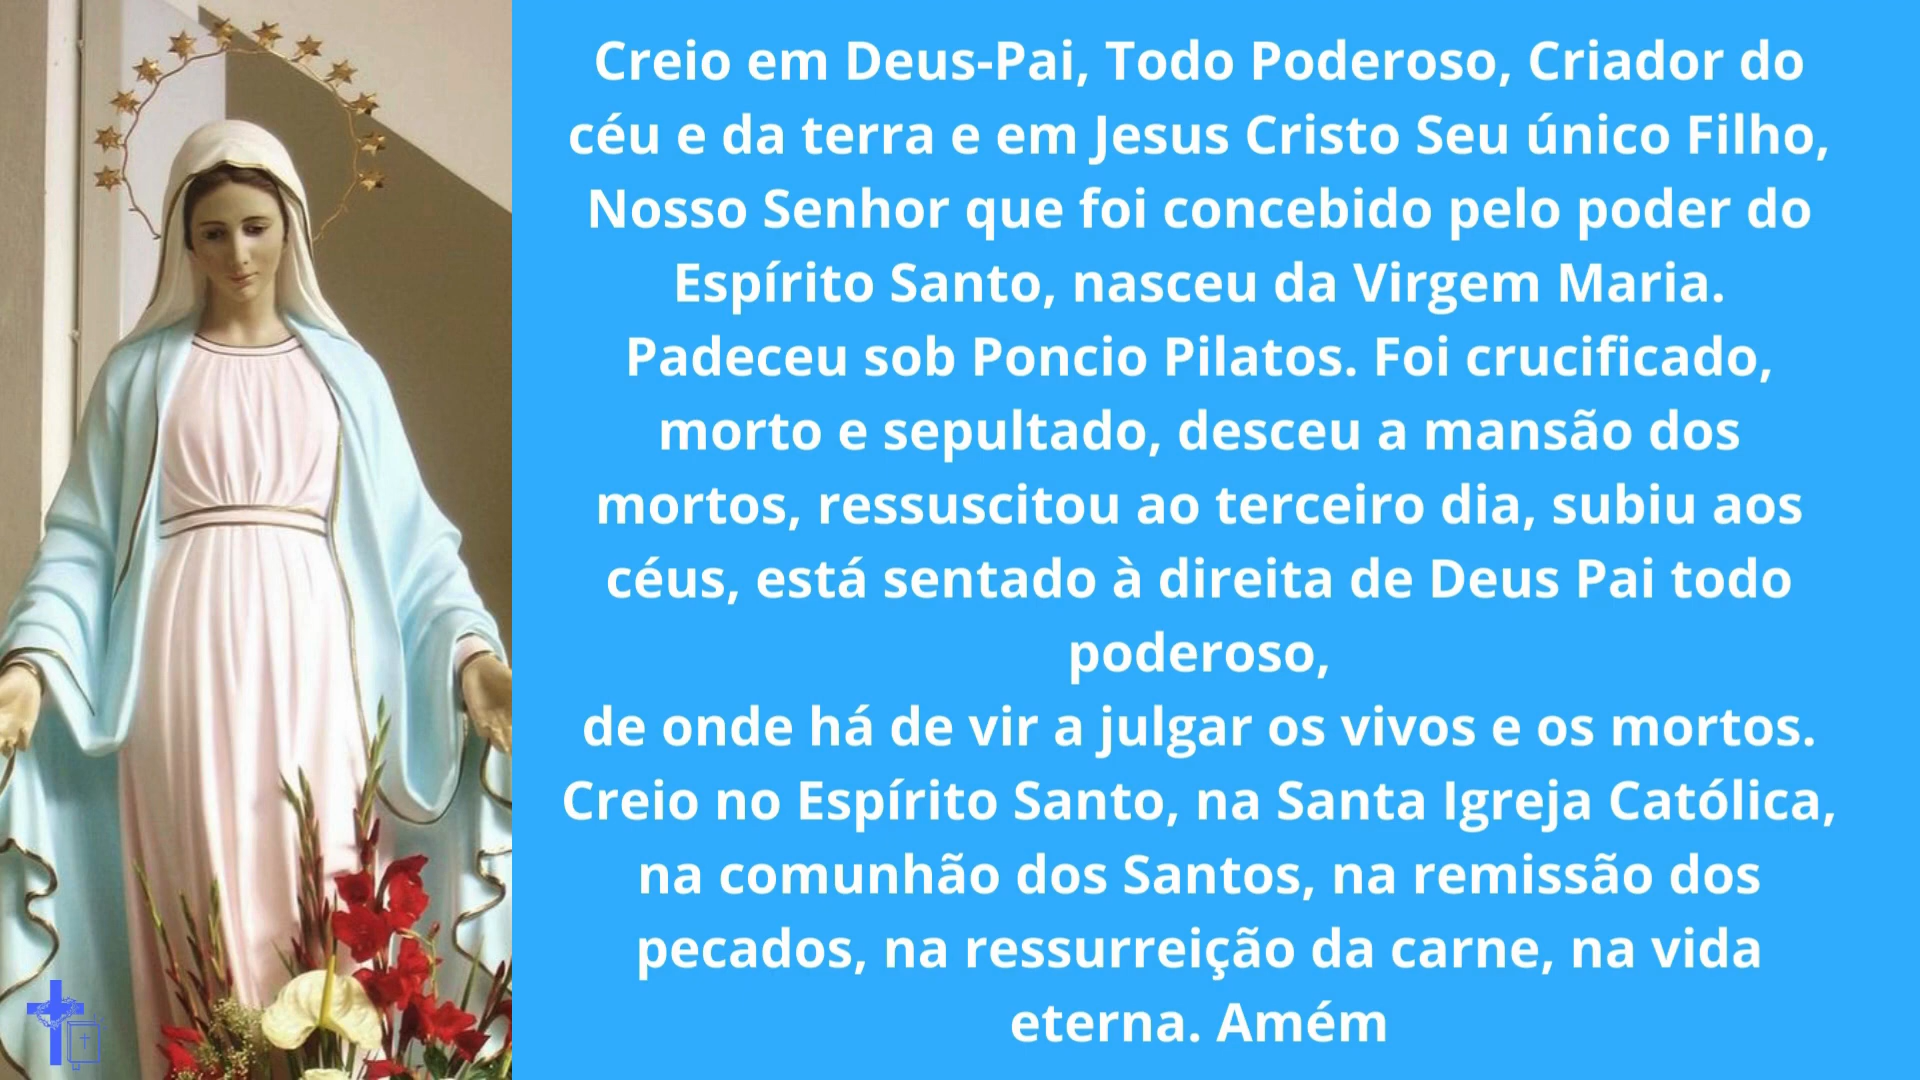 Creio em Deus-Pai, Todo Poderoso, Criador do
céu e da terra e em Jesus Cristo Seu único Filho,
Nosso Senhor que foi concebido pelo poder do
Espírito Santo, nasceu da Virgem Maria.
Padeceu sob Poncio Pilatos. Foi crucificado,
morto e sepultado, desceu a mansão dos
mortos, ressuscitou ao terceiro dia, subiu aos
céus, está sentado à direita de Deus Pai todo
poderoso,
de onde há de vir a julgar os vivos e os mortos.
Creio no Espírito Santo, na Santa Igreja Católica,
na comunhão dos Santos, na remissão dos
pecados, na ressurreição da carne, na vida
eterna. Amém